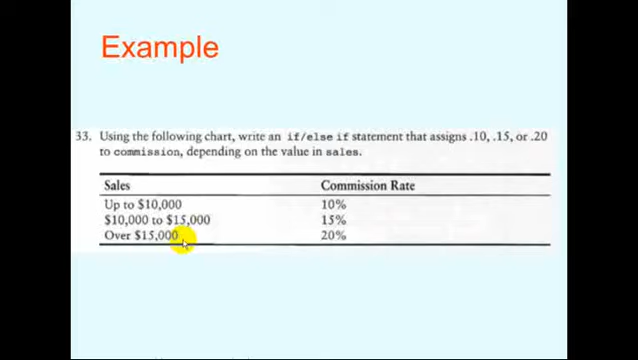 Example
33. Using the following chart, write an if/else if statement that assigns .10, .15, or .20
to commission, depending on the value in sales.
Sales Commission Rate
Up to $10,000 10%
$10,000 to $15,000 15%
Over $15,000 20%